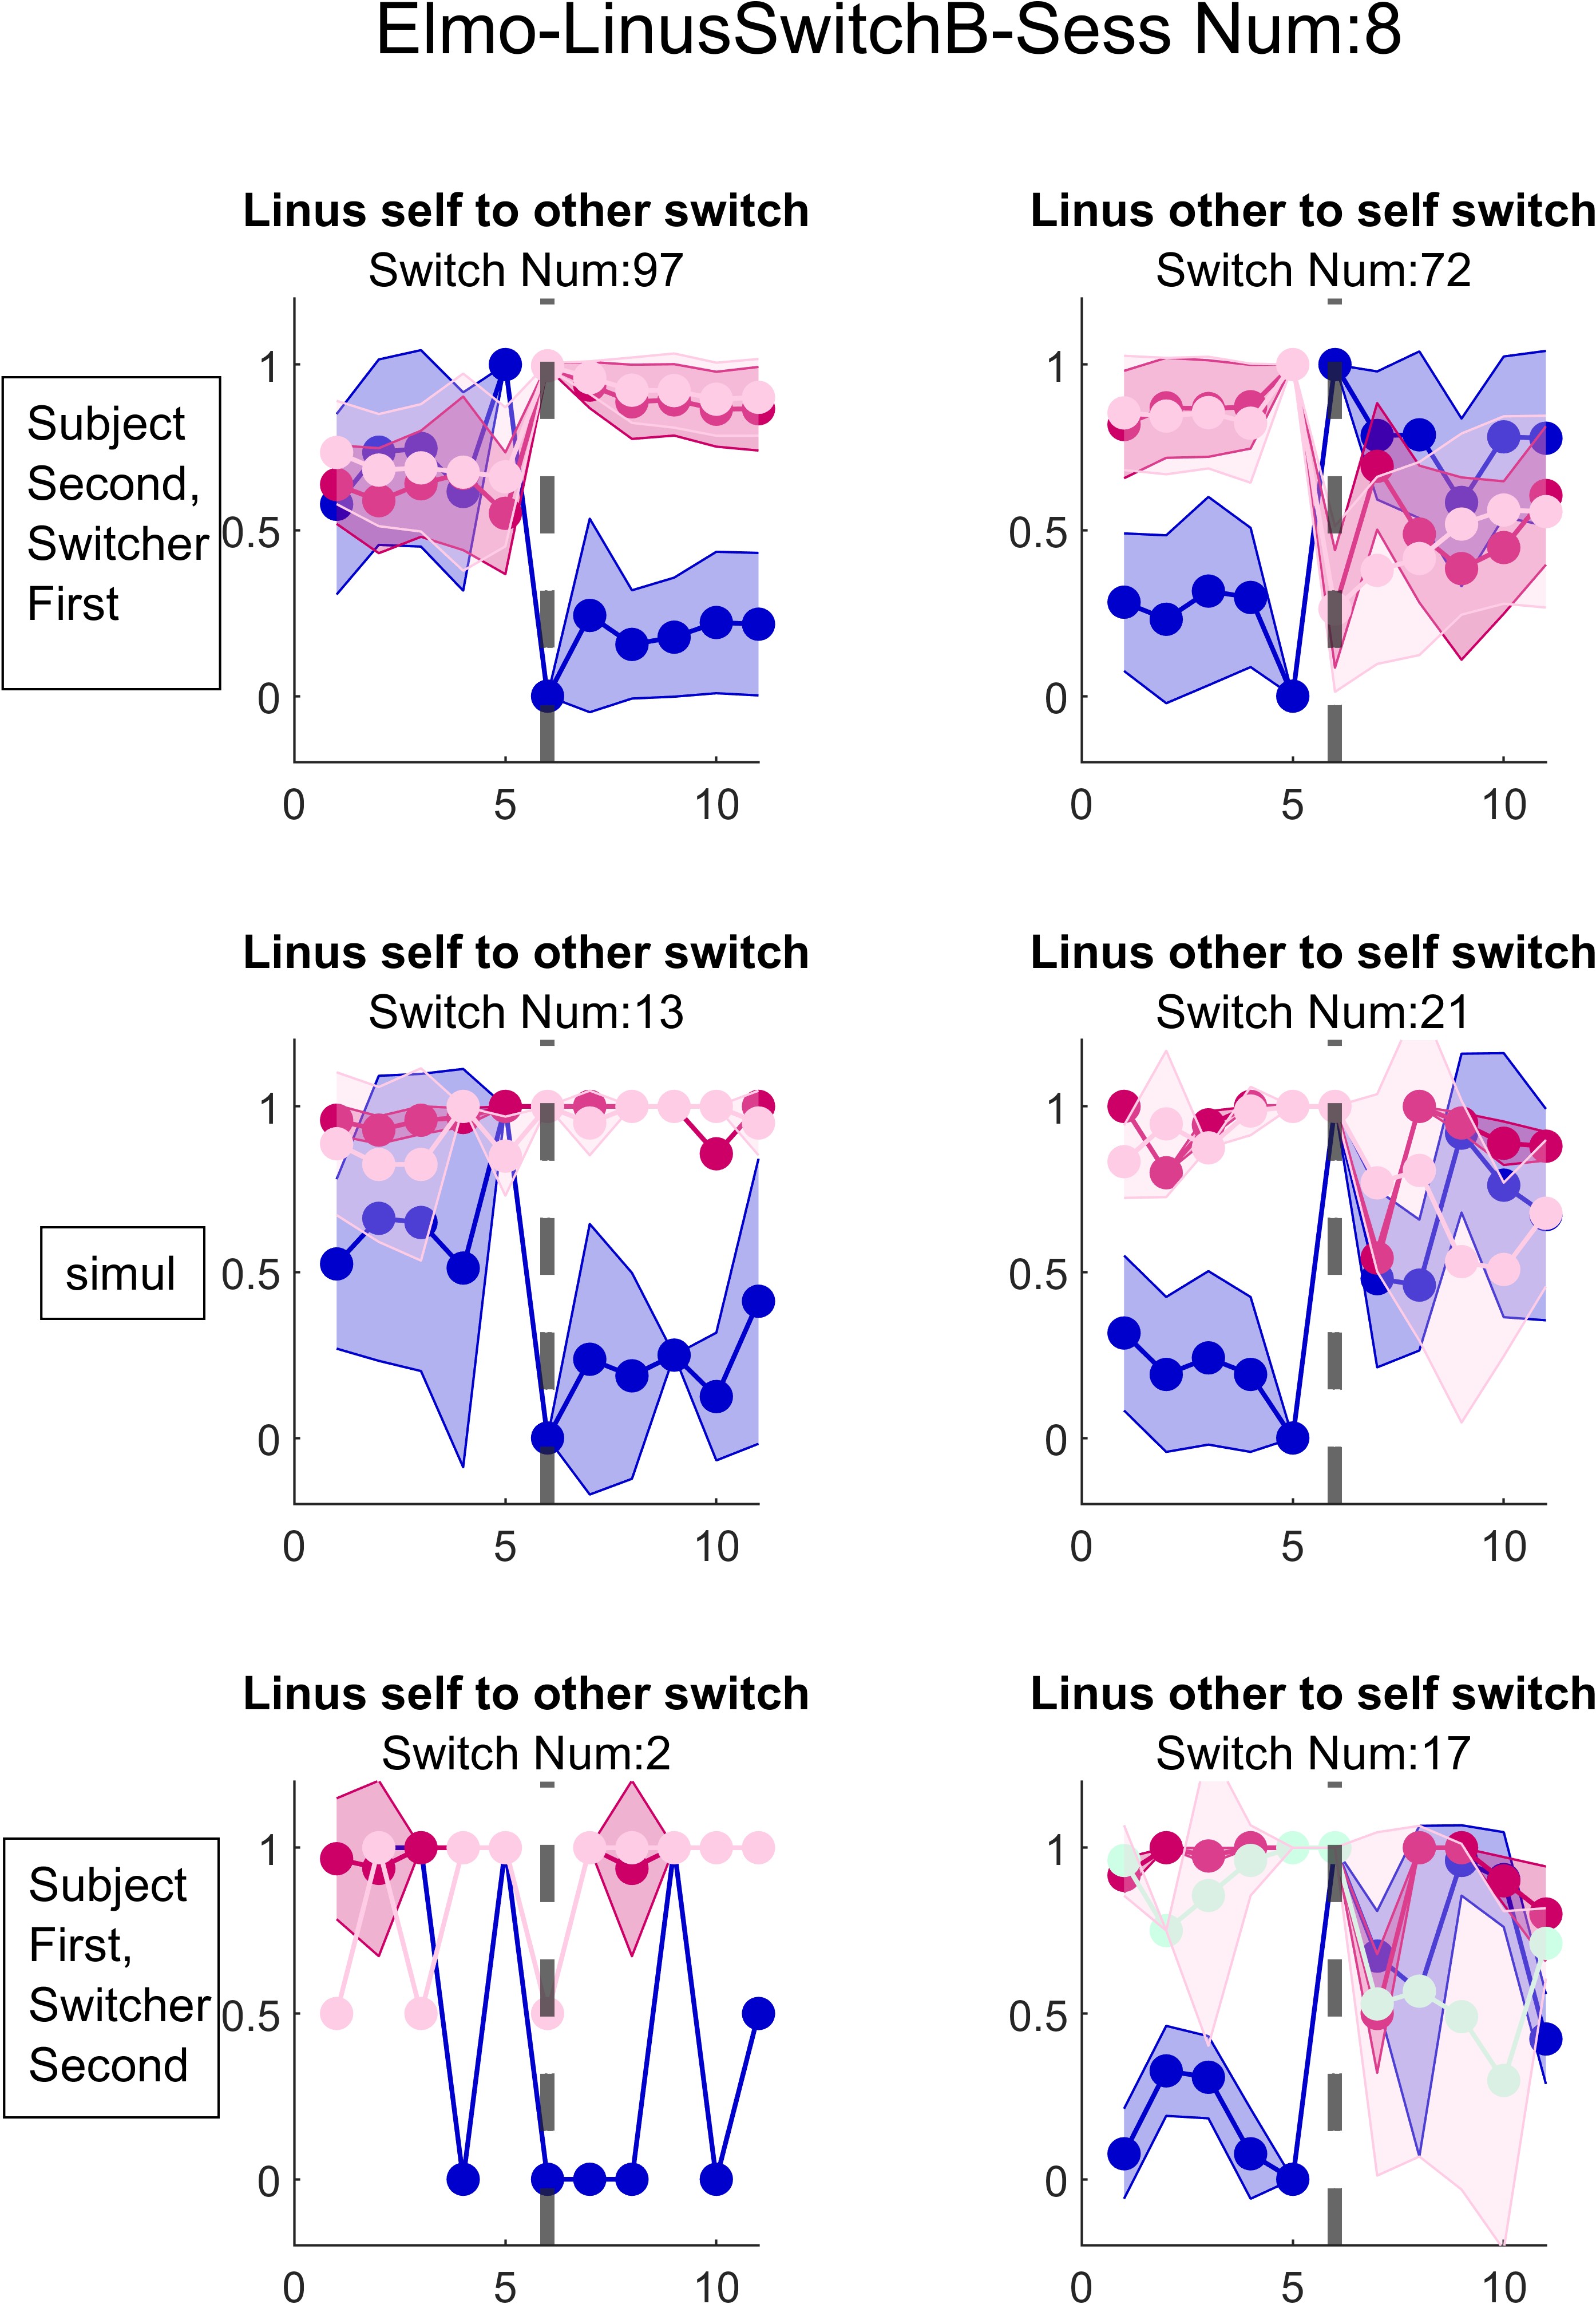 Elmo-LinusSwitchB-Sess Num:8
Linus self to other switch
Switch Num:97
Linus other to self switch
Switch Num:72
Subject
Second,
Switcher
First
1
0.5
0
0 5 10
1
0.5
0
0 5 10
Linus self to other switch
Switch Num:13
Linus other to self switch
Switch Num:21
simul
1
0.5
0
0 5 10
1
0.5
0
0 5 10
Linus self to other switch
Switch Num:2
Linus other to self switch
Switch Num:17
Subject
First,
Switcher
Second
1
0.5
0
0 5 10
1
0.5
0
0 5 10